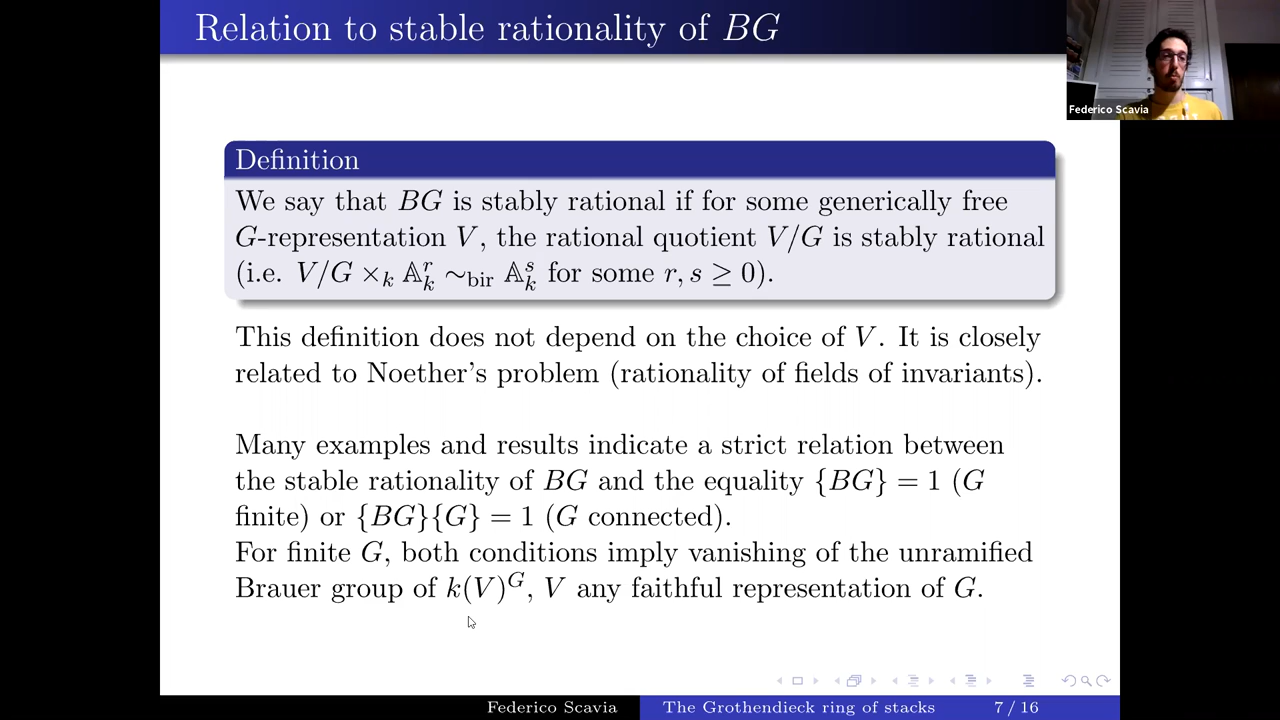 Relation to stable rationality of BG
Federico Scavia
Definition
We say that BG is stably rational if for some generically free
G-representation V, the rational quotient V/G is stably rational
(i.e. V/G ×ₖ 𝔸ₖʳ ∼_bir 𝔸ₖˢ for some r, s ≥ 0).
This definition does not depend on the choice of V. It is closely
related to Noether's problem (rationality of fields of invariants).
Many examples and results indicate a strict relation between
the stable rationality of BG and the equality {BG} = 1 (G
finite) or {BG}{G} = 1 (G connected).
For finite G, both conditions imply vanishing of the unramified
Brauer group of k(V)ᴳ, V any faithful representation of G.
Federico Scavia The Grothendieck ring of stacks 7 / 16